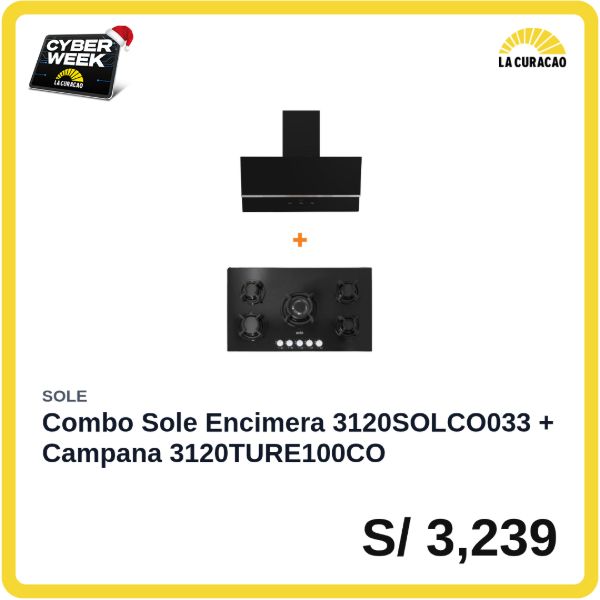 CYBER
WEEK
LA CURACAO
LA CURACAO
+
SOLE
Combo Sole Encimera 3120SOLCO033 +
Campana 3120TURE100CO
S/ 3,239